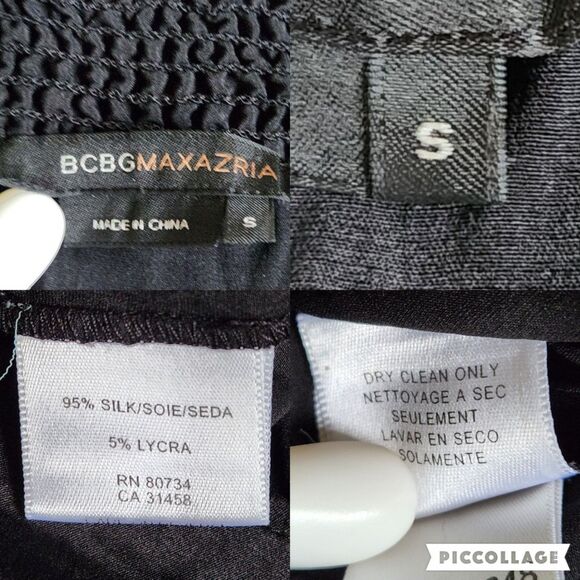 BCBGMAXAZRIA
MADE IN CHINA
S
S
95% SILK/SOIE/SEDA
5% LYCRA
RN 80734
CA 31458
DRY CLEAN ONLY
NETTOYAGE A SEC
SEULEMENT
LAVAR EN SECO
SOLAMENTE
PICCOLLAGE